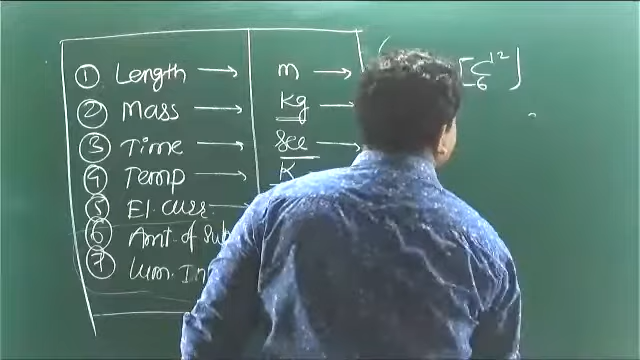 ① Length → m →
② Mass → Kg →
③ Time → Sec →
④ Temp → K
⑤ El. Curr. →
⑥ Amt. of Sub
⑦ Lum. In